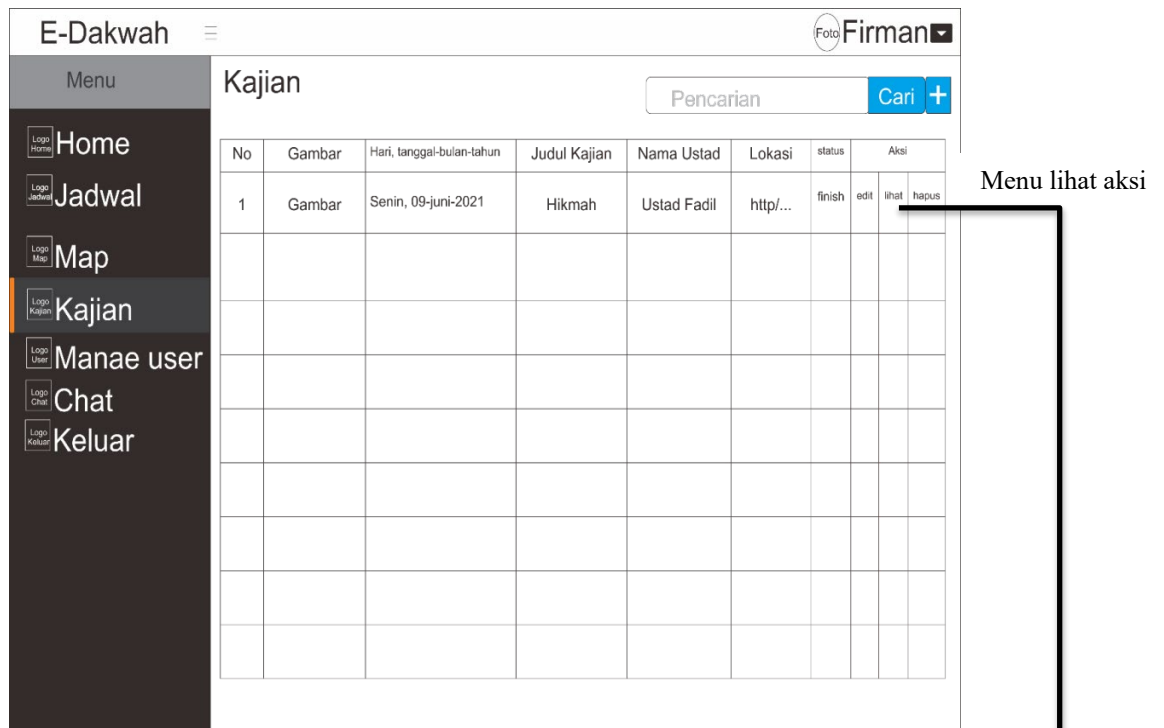 E-Dakwah
Foto Firman
Menu
Kajian
Pencarian Cari +
Logo Home Home
Logo Jadwal Jadwal
Logo Map Map
Logo Kajian Kajian
Logo User Manae user
Logo Chat Chat
Logo Keluar Keluar
No Gambar Hari, tanggal-bulan-tahun Judul Kajian Nama Ustad Lokasi status Aksi
1 Gambar Senin, 09-juni-2021 Hikmah Ustad Fadil http/... finish edit lihat hapus
Menu lihat aksi